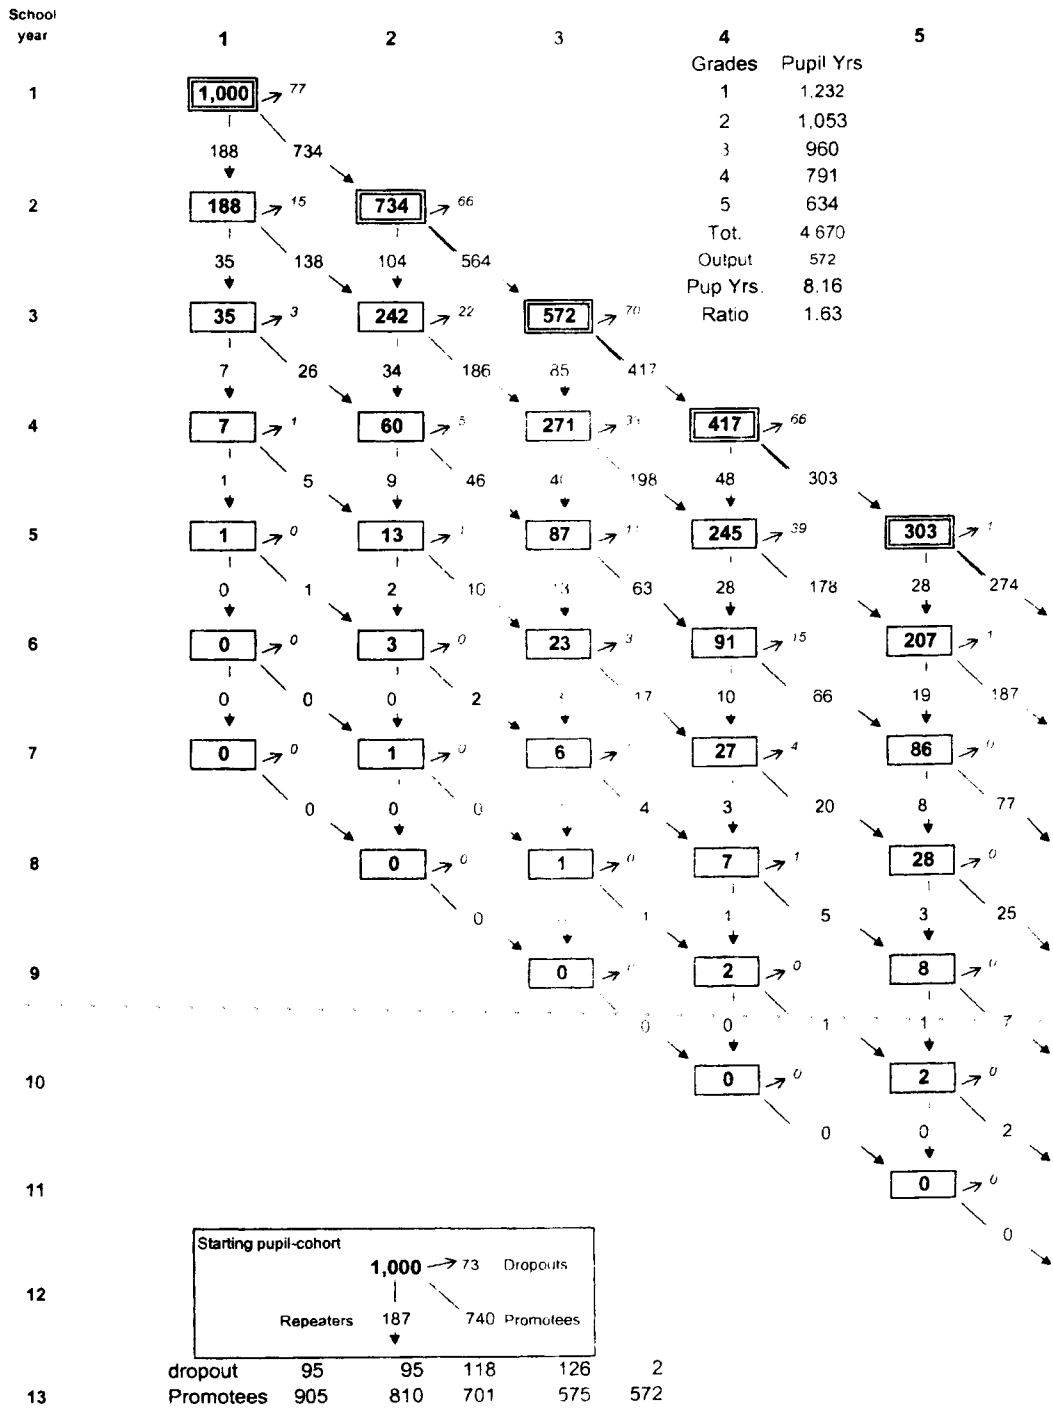 School
year
1 2 3 4 5
Grades Pupil Yrs
1 1,000 77 1 1,232
2 1,053
188 734 3 960
4 791
2 188 15 734 66 5 634
Tot. 4 670
35 138 104 564 Output 572
Pup Yrs. 8.16
3 35 3 242 22 572 70 Ratio 1.63
7 26 34 186 85 417
4 7 1 60 5 271 417 66
1 5 9 46 198 48 303
5 1 0 13 1 87 11 245 39 303 1
0 1 2 10 13 63 28 178 28 274
6 0 0 3 0 23 3 91 15 207 1
0 0 0 2 17 10 66 19 187
7 0 0 1 0 6 27 4 86 0
0 0 0 4 3 20 8 77
8 0 0 1 0 7 1 28 0
0 1 1 5 3 25
9 0 2 0 8 0
0 0 1 1 7
10 0 0 2 0
0 0 2
11 0 0
0
Starting pupil-cohort
1,000 73 Dropouts
12
Repeaters 187 740 Promotees
dropout 95 95 118 126 2
13 Promotees 905 810 701 575 572